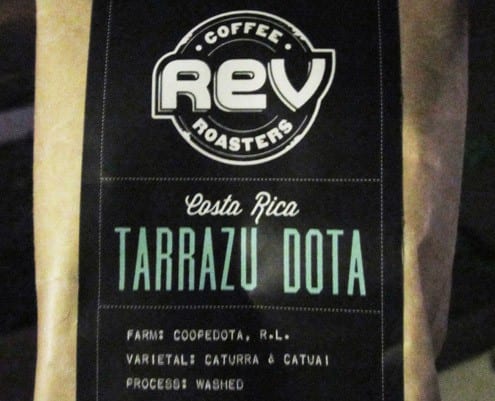 · COFFEE ·
REV
ROASTERS
Costa Rica
TARRAZU DOTA
FARM: COOPEDOTA, R.L.
VARIETAL: CATURRA & CATUAI
PROCESS: WASHED